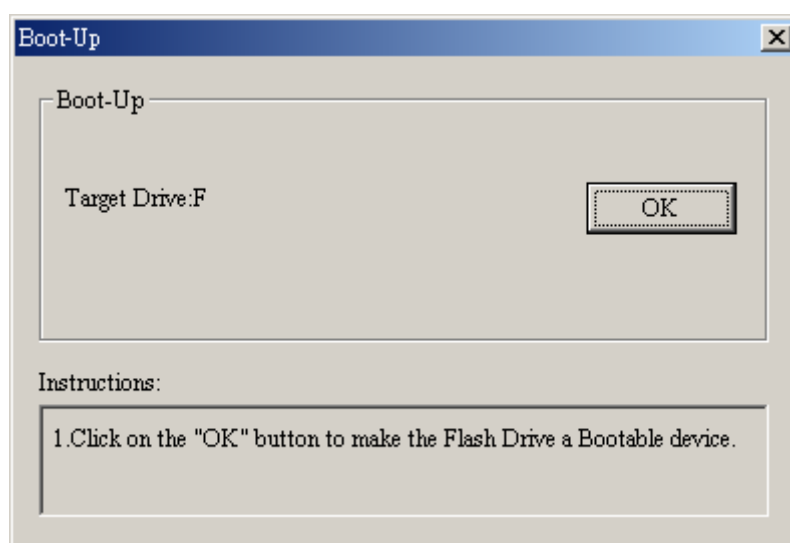 Boot-Up
Boot-Up
Target Drive:F
OK
Instructions:
1.Click on the "OK" button to make the Flash Drive a Bootable device.